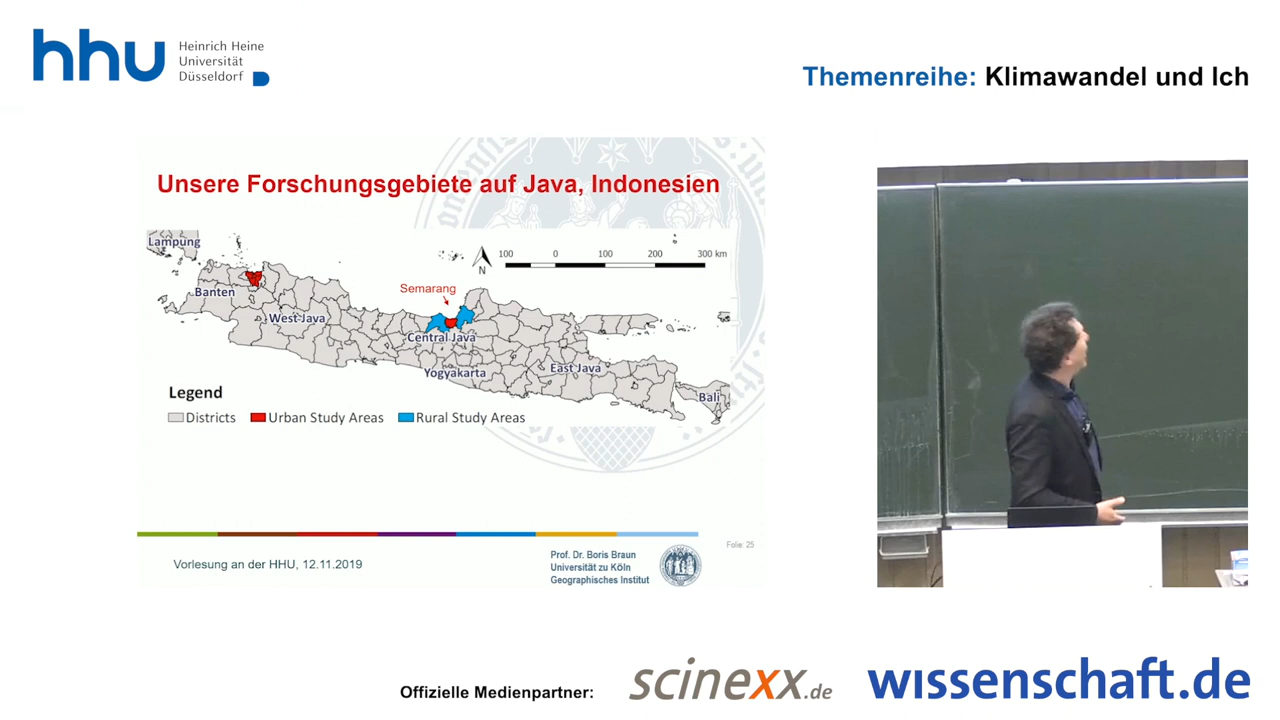 hhu Heinrich Heine
Universität
Düsseldorf
Themenreihe: Klimawandel und Ich
Unsere Forschungsgebiete auf Java, Indonesien
Lampung
100 0 100 200 300 km
N
Banten
Semarang
West Java
Central Java
Yogyakarta
East Java
Bali
Legend
Districts Urban Study Areas Rural Study Areas
Folie: 25
Vorlesung an der HHU, 12.11.2019
Prof. Dr. Boris Braun
Universität zu Köln
Geographisches Institut
Offizielle Medienpartner: scinexx.de wissenschaft.de